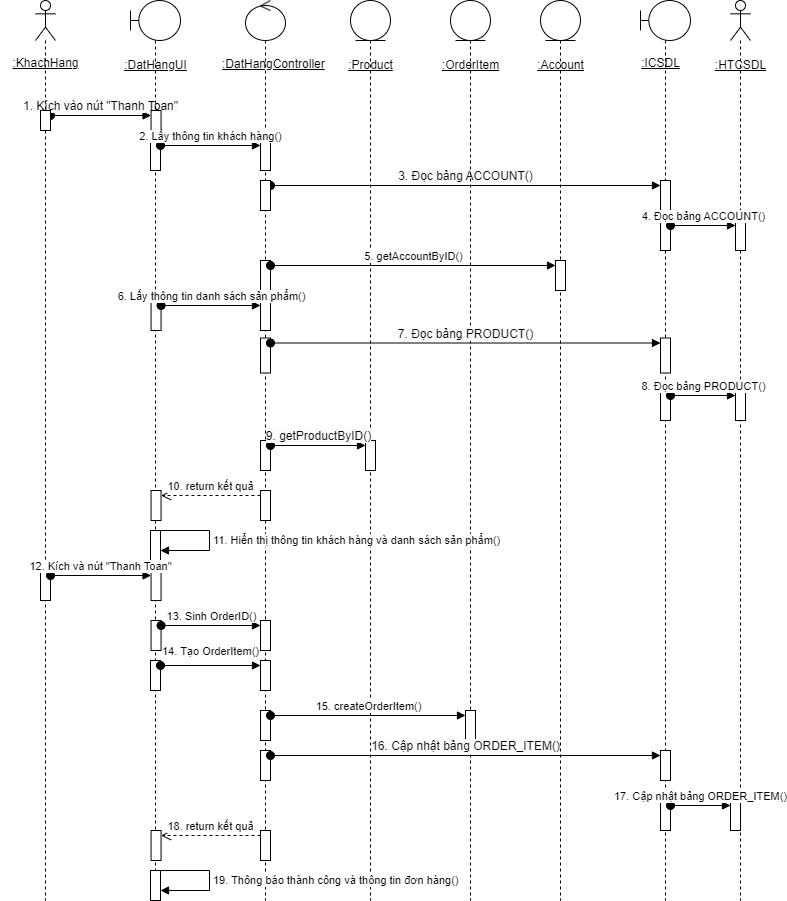 :KhachHang
:DatHangUI
:DatHangController
:Product
:OrderItem
:Account
:ICSDL
:HTCSDL
1. Kích vào nút "Thanh Toan"
2. Lấy thông tin khách hàng()
3. Đọc bảng ACCOUNT()
4. Đọc bảng ACCOUNT()
5. getAccountByID()
6. Lấy thông tin danh sách sản phẩm()
7. Đọc bảng PRODUCT()
8. Đọc bảng PRODUCT()
9. getProductByID()
10. return kết quả
11. Hiển thị thông tin khách hàng và danh sách sản phẩm()
12. Kích và nút "Thanh Toan"
13. Sinh OrderID()
14. Tạo OrderItem()
15. createOrderItem()
16. Cập nhật bảng ORDER_ITEM()
17. Cập nhật bảng ORDER_ITEM()
18. return kết quả
19. Thông báo thành công và thông tin đơn hàng()